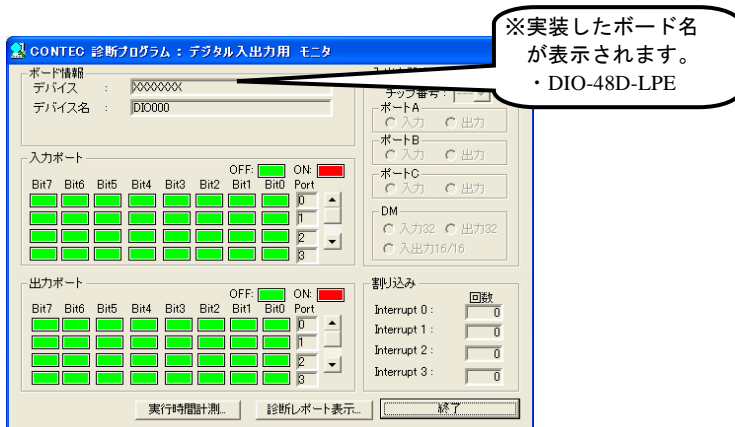 ※実装したボード名
が表示されます。
・DIO-48D-LPE
CONTEC 診断プログラム : デジタル入出力用 モニタ
ボード情報
デバイス : XXXXXXX
デバイス名 : DIO000
チップ番号 :
ポートA
入力 出力
ポートB
入力 出力
ポートC
入力 出力
DM
入力32 出力32
入出力16/16
入力ポート
OFF: ON:
Bit7 Bit6 Bit5 Bit4 Bit3 Bit2 Bit1 Bit0 Port
0
1
2
3
出力ポート
OFF: ON:
Bit7 Bit6 Bit5 Bit4 Bit3 Bit2 Bit1 Bit0 Port
0
1
2
3
割り込み
回数
Interrupt 0 : 0
Interrupt 1 : 0
Interrupt 2 : 0
Interrupt 3 : 0
実行時間計測... 診断レポート表示... 終了